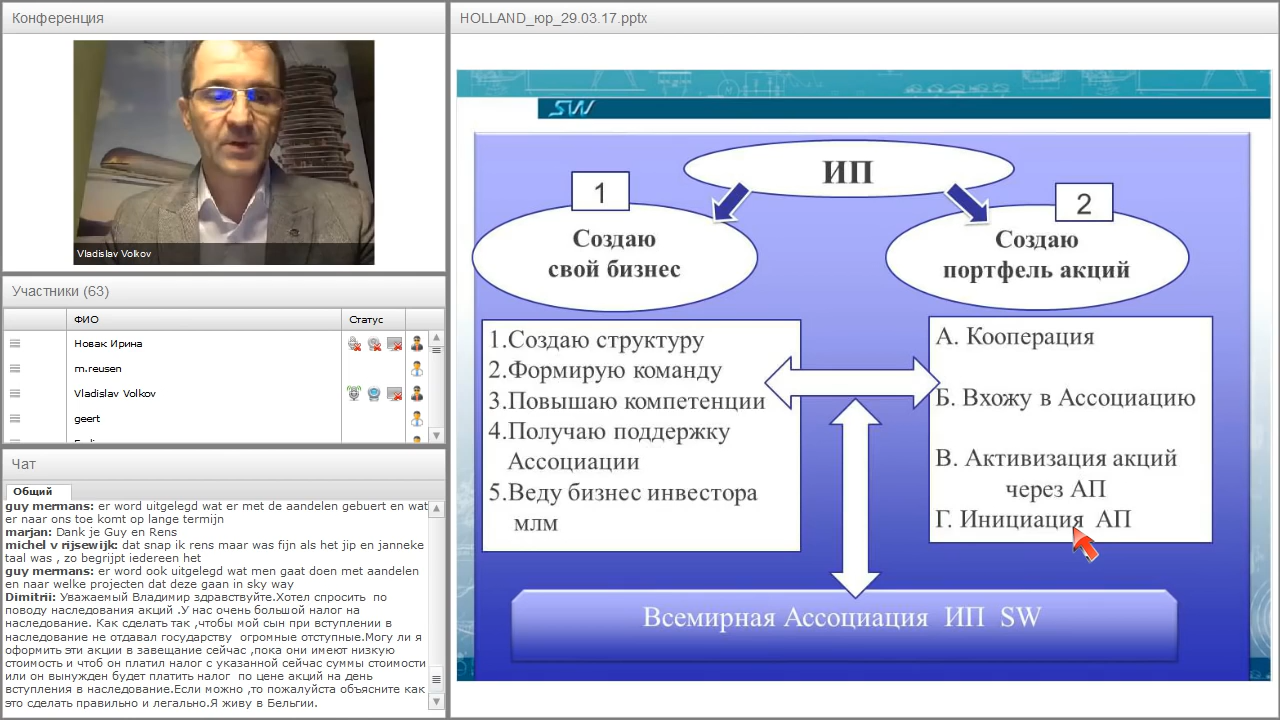 Конференция
Vladislav Volkov
Участники (63)
ФИО
Статус
Новак Ирина
m.reusen
Vladislav Volkov
geert
Чат
Общий
guy mermans: er word uitgelegd wat er met de aandelen gebuert en wat
er naar ons toe komt op lange termijn
marjan: Dank je Guy en Rens
michel v rijsewijk: dat snap ik rens maar was fijn als het jip en janneke
taal was , zo begrijpt iedereen het
guy mermans: er word ook uitgelegd wat men gaat doen met aandelen
en naar welke projecten dat deze gaan in sky way
Dimitrii: Уважаемый Владимир здравствуйте.Хотел спросить по
поводу наследования акций .У нас очень большой налог на
наследование. Как сделать так ,чтобы мой сын при вступлении в
наследование не отдавал государству огромные отступные.Могу ли я
оформить эти акции в завещание сейчас ,пока они имеют низкую
стоимость и чтоб он платил налог с указанной сейчас суммы стоимости
или он вынужден будет платить налог по цене акций на день
вступления в наследование.Если можно ,то пожалуйста объясните как
это сделать правильно и легально.Я живу в Бельгии.
HOLLAND_юр_29.03.17.pptx
SW
ИП
1
Создаю
свой бизнес
2
Создаю
портфель акций
1.Создаю структуру
2.Формирую команду
3.Повышаю компетенции
4.Получаю поддержку
Ассоциации
5.Веду бизнес инвестора
млм
А. Кооперация
Б. Вхожу в Ассоциацию
В. Активизация акций
через АП
Г. Инициация АП
Всемирная Ассоциация ИП SW